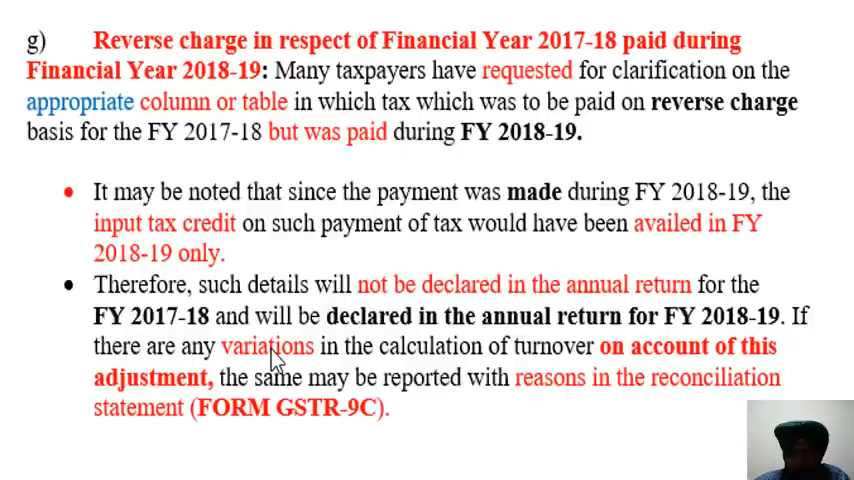 g) Reverse charge in respect of Financial Year 2017-18 paid during
Financial Year 2018-19: Many taxpayers have requested for clarification on the
appropriate column or table in which tax which was to be paid on reverse charge
basis for the FY 2017-18 but was paid during FY 2018-19.
• It may be noted that since the payment was made during FY 2018-19, the
input tax credit on such payment of tax would have been availed in FY
2018-19 only.
• Therefore, such details will not be declared in the annual return for the
FY 2017-18 and will be declared in the annual return for FY 2018-19. If
there are any variations in the calculation of turnover on account of this
adjustment, the same may be reported with reasons in the reconciliation
statement (FORM GSTR-9C).